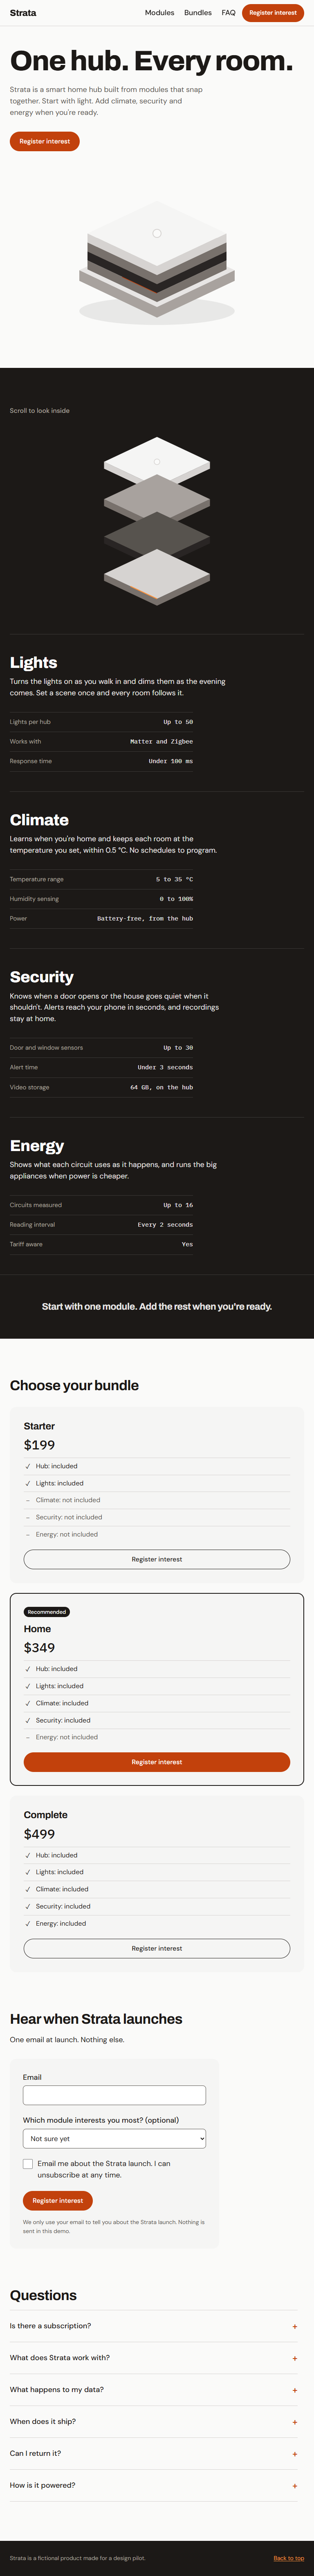 Strata
Modules Bundles FAQ Register interest
One hub. Every room.
Strata is a smart home hub built from modules that snap
together. Start with light. Add climate, security and
energy when you're ready.
Register interest
Scroll to look inside
Lights
Turns the lights on as you walk in and dims them as the evening
comes. Set a scene once and every room follows it.
Lights per hub Up to 50
Works with Matter and Zigbee
Response time Under 100 ms
Climate
Learns when you're home and keeps each room at the
temperature you set, within 0.5 °C. No schedules to program.
Temperature range 5 to 35 °C
Humidity sensing 0 to 100%
Power Battery-free, from the hub
Security
Knows when a door opens or the house goes quiet when it
shouldn't. Alerts reach your phone in seconds, and recordings
stay at home.
Door and window sensors Up to 30
Alert time Under 3 seconds
Video storage 64 GB, on the hub
Energy
Shows what each circuit uses as it happens, and runs the big
appliances when power is cheaper.
Circuits measured Up to 16
Reading interval Every 2 seconds
Tariff aware Yes
Start with one module. Add the rest when you're ready.
Choose your bundle
Starter
$199
✓ Hub: included
✓ Lights: included
– Climate: not included
– Security: not included
– Energy: not included
Register interest
Recommended
Home
$349
✓ Hub: included
✓ Lights: included
✓ Climate: included
✓ Security: included
– Energy: not included
Register interest
Complete
$499
✓ Hub: included
✓ Lights: included
✓ Climate: included
✓ Security: included
✓ Energy: included
Register interest
Hear when Strata launches
One email at launch. Nothing else.
Email
Which module interests you most? (optional)
Not sure yet
Email me about the Strata launch. I can
unsubscribe at any time.
Register interest
We only use your email to tell you about the Strata launch. Nothing is
sent in this demo.
Questions
Is there a subscription? +
What does Strata work with? +
What happens to my data? +
When does it ship? +
Can I return it? +
How is it powered? +
Strata is a fictional product made for a design pilot. Back to top